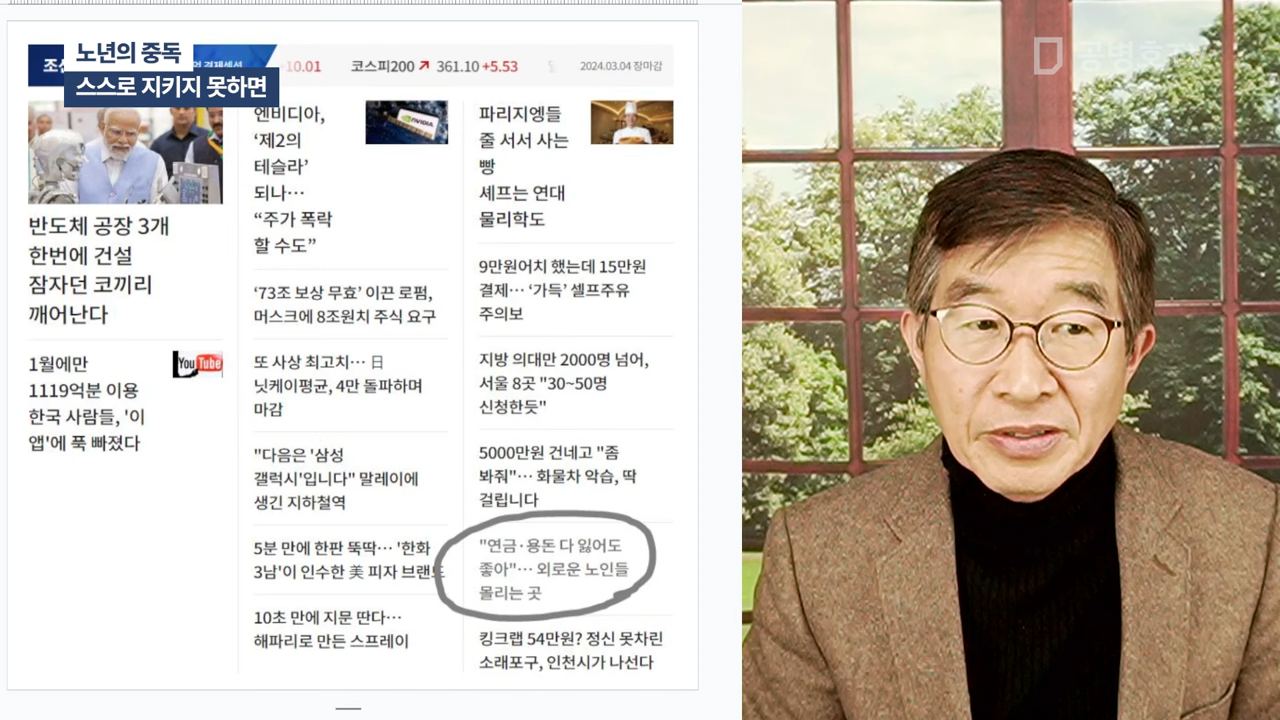 노년의 중독
스스로 지키지 못하면
조선
경제섹션
10.01
코스피200 361.10 +5.53
2024.03.04 장마감
반도체 공장 3개
한번에 건설
잠자던 코끼리
깨어난다
1월에만
1119억분 이용
한국 사람들, '이
앱'에 푹 빠졌다
YouTube
엔비디아,
‘제2의
테슬라’
되나…
“주가 폭락
할 수도”
NVIDIA
‘73조 보상 무효’ 이끈 로펌,
머스크에 8조원치 주식 요구
또 사상 최고치… 日
닛케이평균, 4만 돌파하며
마감
"다음은 '삼성
갤럭시'입니다" 말레이에
생긴 지하철역
5분 만에 한판 뚝딱… '한화
3남'이 인수한 美 피자 브랜드
10초 만에 지문 딴다…
해파리로 만든 스프레이
파리지엥들
줄 서서 사는
빵
셰프는 연대
물리학도
9만원어치 했는데 15만원
결제… ‘가득’ 셀프주유
주의보
지방 의대만 2000명 넘어,
서울 8곳 "30~50명
신청한듯"
5000만원 건네고 "좀
봐줘"… 화물차 악습, 딱
걸립니다
"연금·용돈 다 잃어도
좋아"… 외로운 노인들
몰리는 곳
킹크랩 54만원? 정신 못차린
소래포구, 인천시가 나선다
공병호